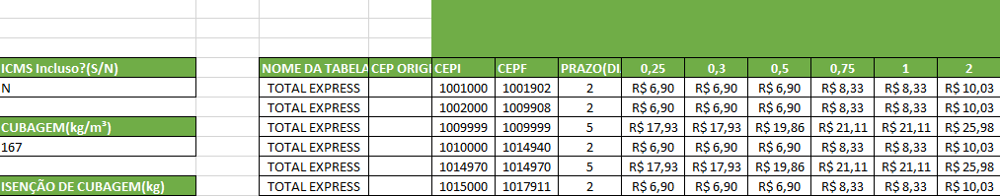 ICMS Incluso?(S/N) NOME DA TABELA CEP ORIGI CEPI CEPF PRAZO(DI 0,25 0,3 0,5 0,75 1 2
N TOTAL EXPRESS 1001000 1001902 2 R$ 6,90 R$ 6,90 R$ 6,90 R$ 8,33 R$ 8,33 R$ 10,03
TOTAL EXPRESS 1002000 1009908 2 R$ 6,90 R$ 6,90 R$ 6,90 R$ 8,33 R$ 8,33 R$ 10,03
CUBAGEM(kg/m³) TOTAL EXPRESS 1009999 1009999 5 R$ 17,93 R$ 17,93 R$ 19,86 R$ 21,11 R$ 21,11 R$ 25,98
167 TOTAL EXPRESS 1010000 1014940 2 R$ 6,90 R$ 6,90 R$ 6,90 R$ 8,33 R$ 8,33 R$ 10,03
TOTAL EXPRESS 1014970 1014970 5 R$ 17,93 R$ 17,93 R$ 19,86 R$ 21,11 R$ 21,11 R$ 25,98
ISENÇÃO DE CUBAGEM(kg) TOTAL EXPRESS 1015000 1017911 2 R$ 6,90 R$ 6,90 R$ 6,90 R$ 8,33 R$ 8,33 R$ 10,03